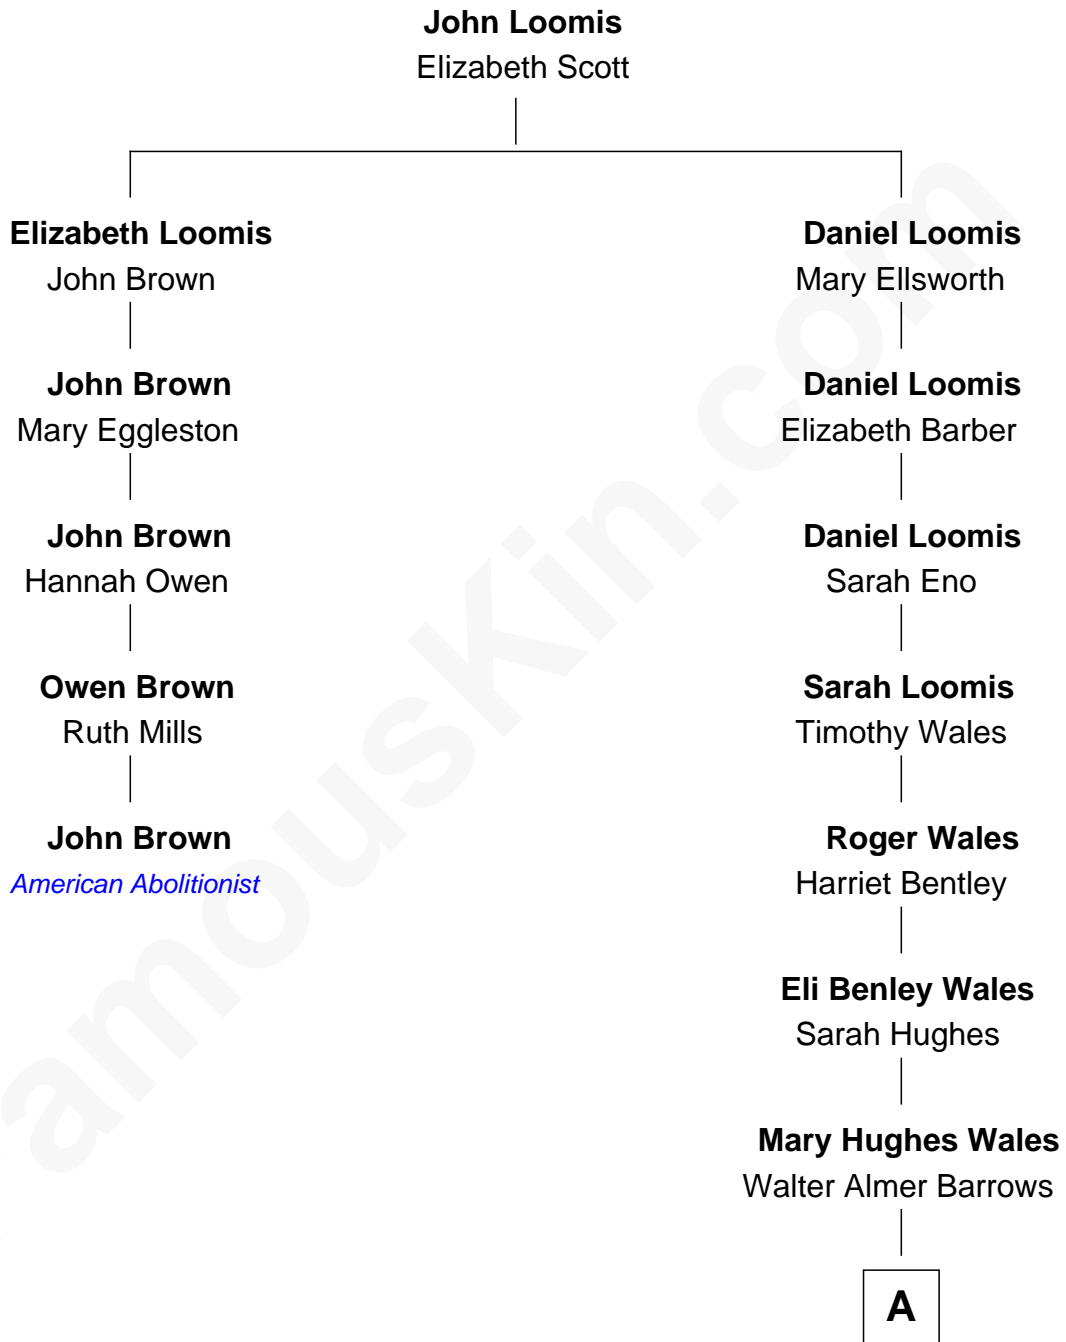 John Loomis
Elizabeth Scott
Elizabeth Loomis
John Brown
John Brown
Mary Eggleston
John Brown
Hannah Owen
Owen Brown
Ruth Mills
John Brown
American Abolitionist
Daniel Loomis
Mary Ellsworth
Daniel Loomis
Elizabeth Barber
Daniel Loomis
Sarah Eno
Sarah Loomis
Timothy Wales
Roger Wales
Harriet Bentley
Eli Benley Wales
Sarah Hughes
Mary Hughes Wales
Walter Almer Barrows
A
amousKin.com